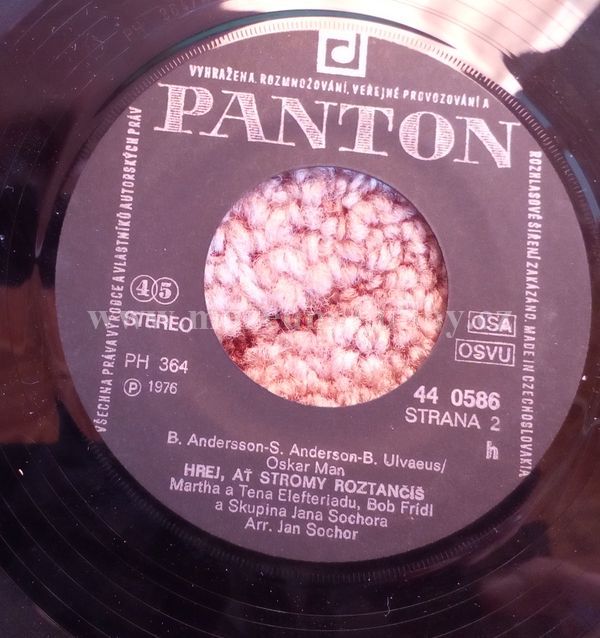 VŠECHNA PRÁVA VÝROBCE A VLASTNÍKŮ AUTORSKÝCH PRÁV
VYHRAŽENA. ROZMNOŽOVÁNÍ, VEŘEJNÉ PROVOZOVÁNÍ A
ROZHLASOVÉ ŠÍŘENÍ ZAKÁZÁNO. MADE IN CZECHOSLOVAKIA
PANTON
45
STEREO
PH 364
Ⓟ 1976
OSA
OSVU
44 0586
STRANA 2
h
B. Andersson-S. Anderson-B. Ulvaeus/
Oskar Man
HREJ, AŤ STROMY ROZTANČÍŠ
Martha a Tena Elefteriadu, Bob Frídl
a Skupina Jana Sochora
Arr. Jan Sochor